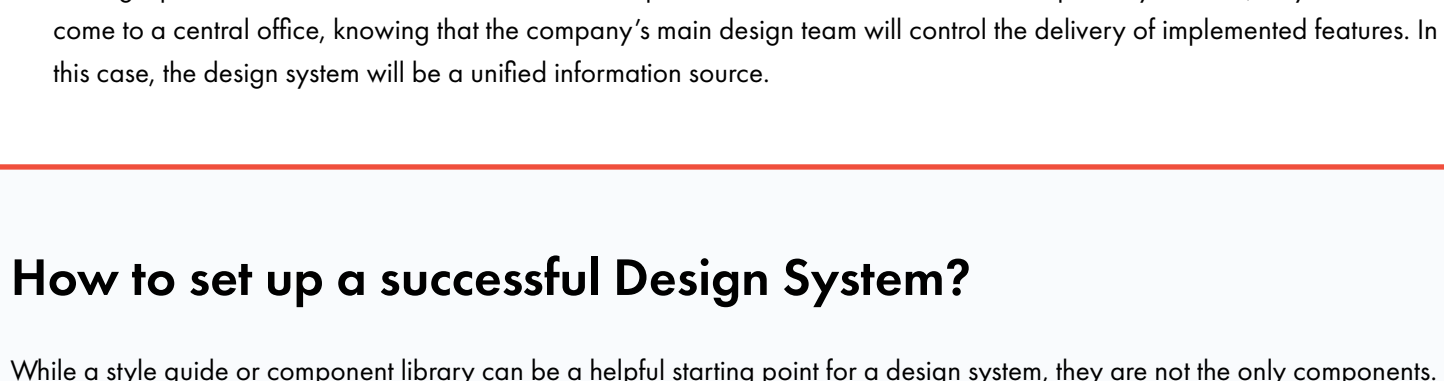 come to a central office, knowing that the company’s main design team will control the delivery of implemented features. In
this case, the design system will be a unified information source.
How to set up a successful Design System?
While a style guide or component library can be a helpful starting point for a design system, they are not the only components.